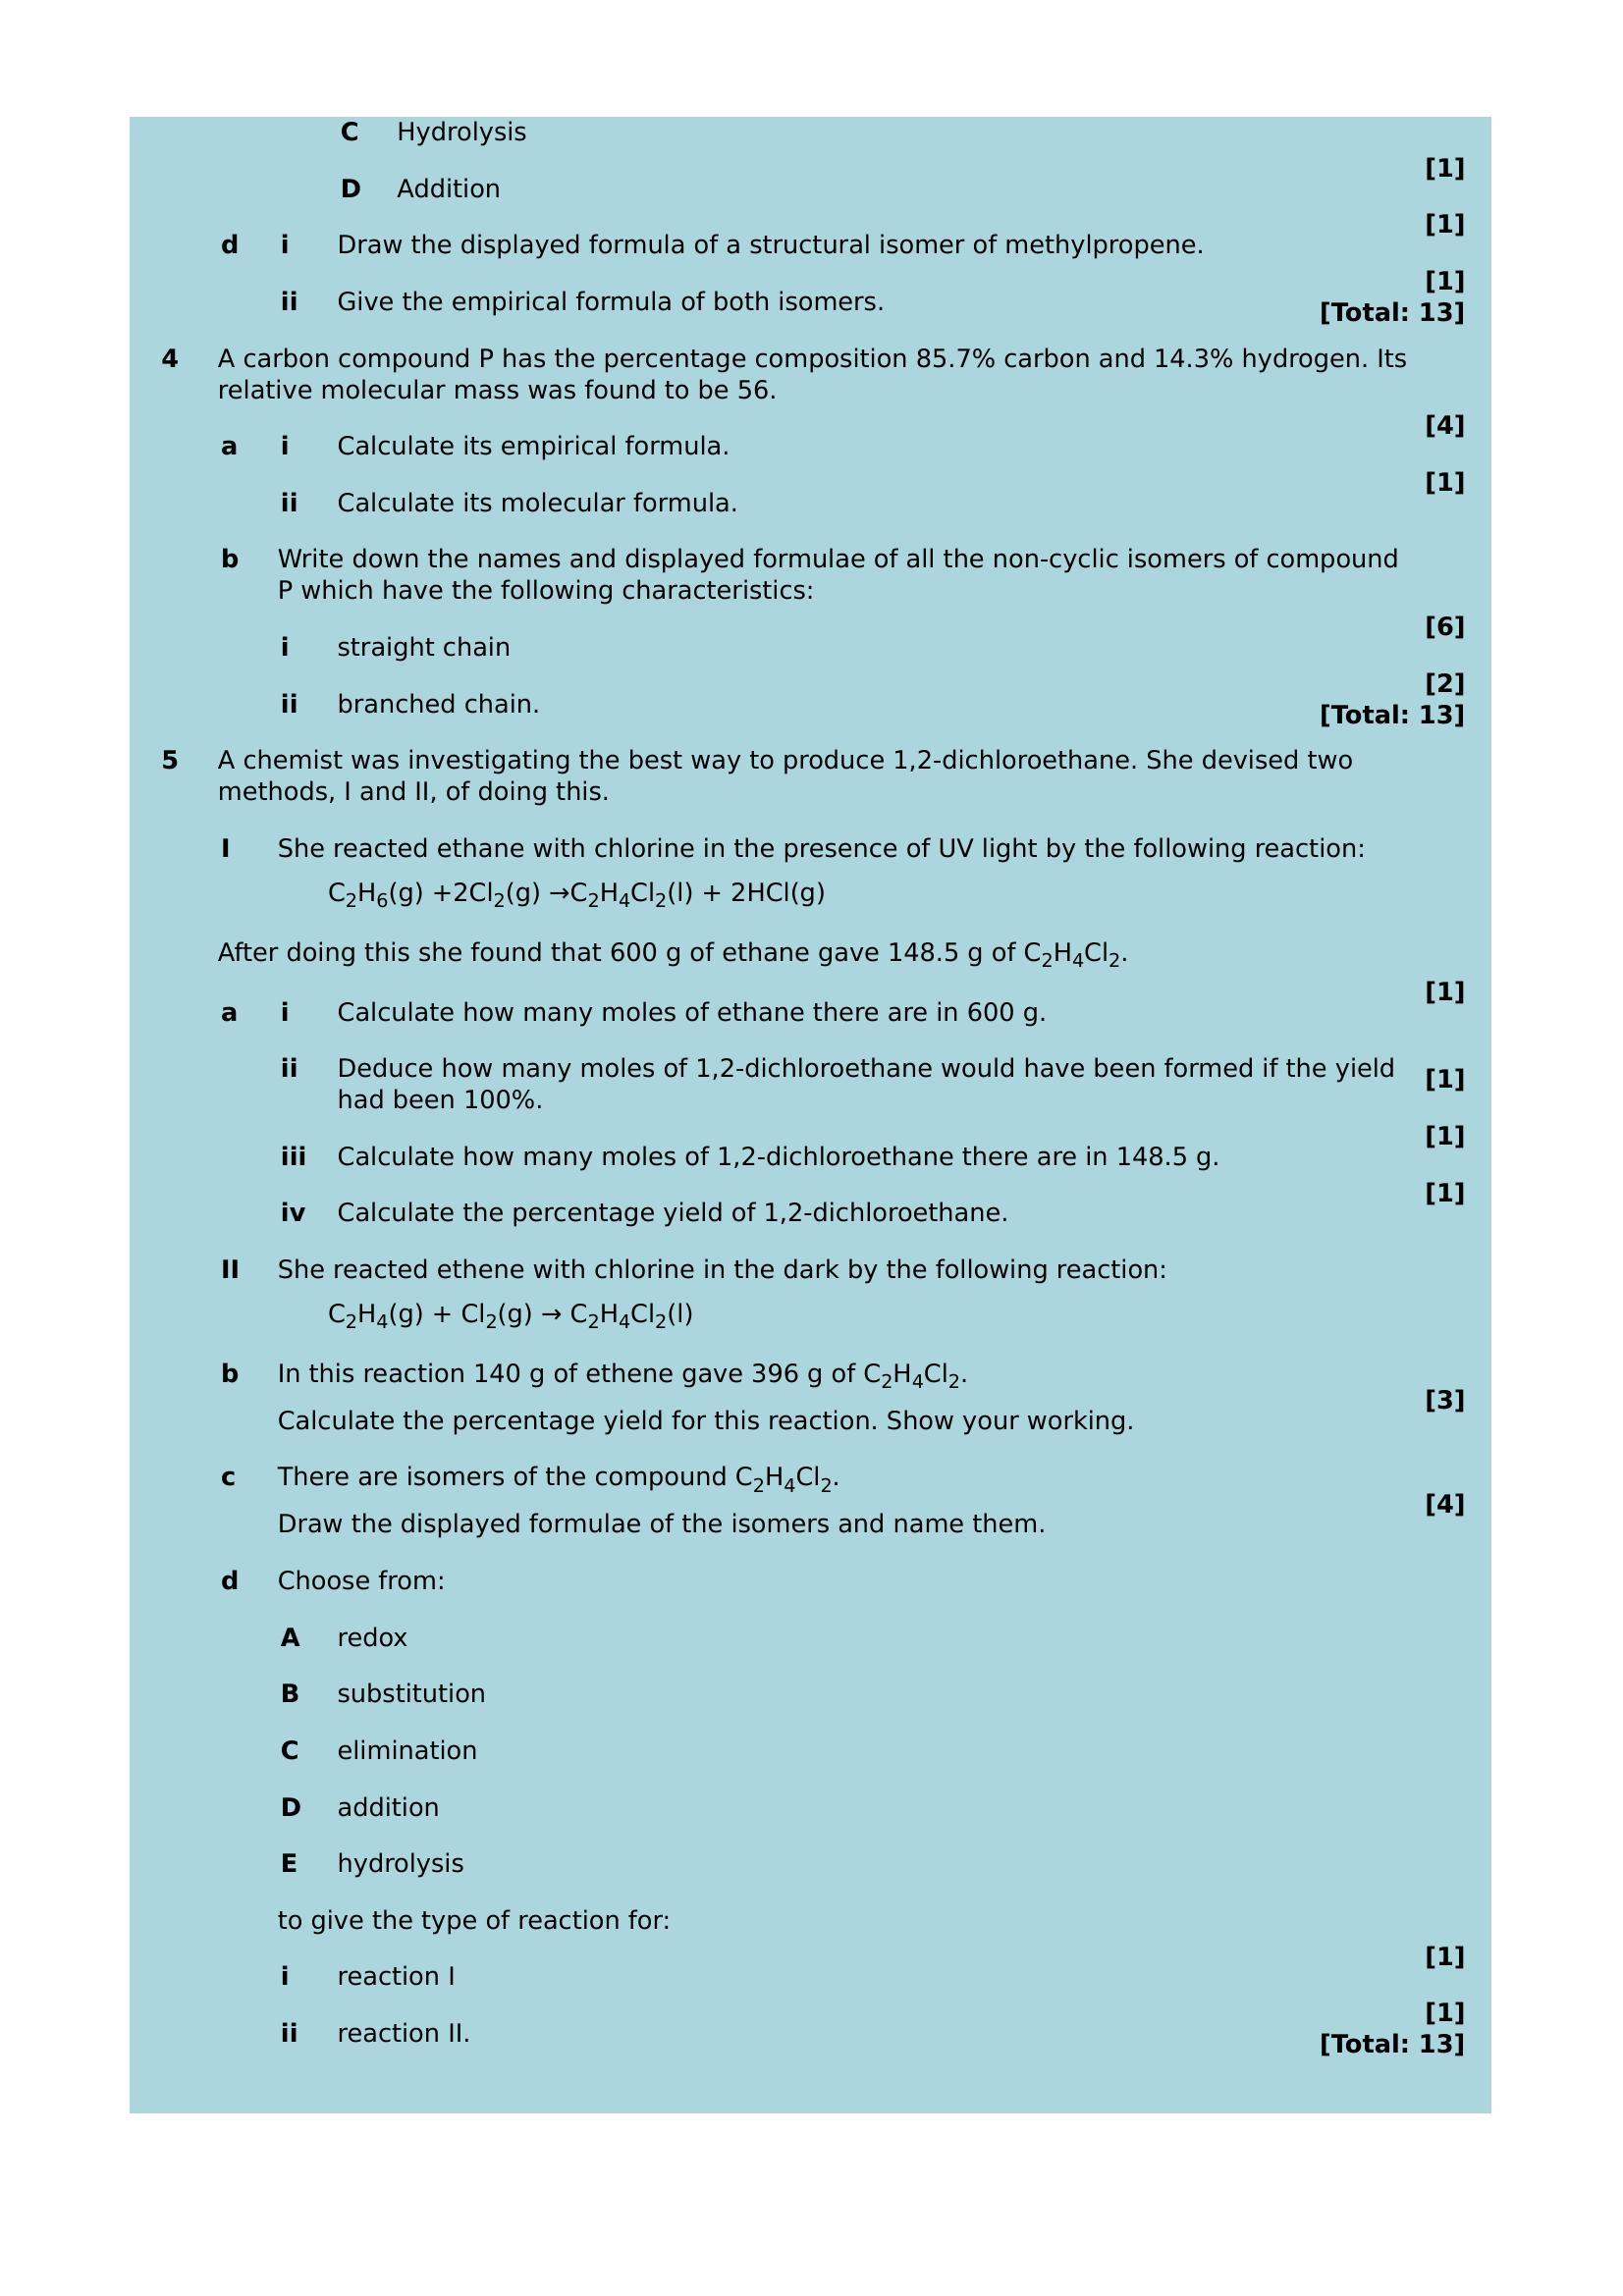 C Hydrolysis
[1]
D Addition
[1]
d i Draw the displayed formula of a structural isomer of methylpropene.
[1]
ii Give the empirical formula of both isomers.
[Total: 13]
4 A carbon compound P has the percentage composition 85.7% carbon and 14.3% hydrogen. Its
relative molecular mass was found to be 56.
[4]
a i Calculate its empirical formula.
[1]
ii Calculate its molecular formula.
b Write down the names and displayed formulae of all the non-cyclic isomers of compound
P which have the following characteristics:
[6]
i straight chain
[2]
ii branched chain.
[Total: 13]
5 A chemist was investigating the best way to produce 1,2-dichloroethane. She devised two
methods, I and II, of doing this.
I She reacted ethane with chlorine in the presence of UV light by the following reaction:
C₂H₆(g) +2Cl₂(g) →C₂H₄Cl₂(l) + 2HCl(g)
After doing this she found that 600 g of ethane gave 148.5 g of C₂H₄Cl₂.
[1]
a i Calculate how many moles of ethane there are in 600 g.
ii Deduce how many moles of 1,2-dichloroethane would have been formed if the yield
[1]
had been 100%.
[1]
iii Calculate how many moles of 1,2-dichloroethane there are in 148.5 g.
[1]
iv Calculate the percentage yield of 1,2-dichloroethane.
II She reacted ethene with chlorine in the dark by the following reaction:
C₂H₄(g) + Cl₂(g) → C₂H₄Cl₂(l)
b In this reaction 140 g of ethene gave 396 g of C₂H₄Cl₂.
[3]
Calculate the percentage yield for this reaction. Show your working.
c There are isomers of the compound C₂H₄Cl₂.
[4]
Draw the displayed formulae of the isomers and name them.
d Choose from:
A redox
B substitution
C elimination
D addition
E hydrolysis
to give the type of reaction for:
[1]
i reaction I
[1]
ii reaction II.
[Total: 13]